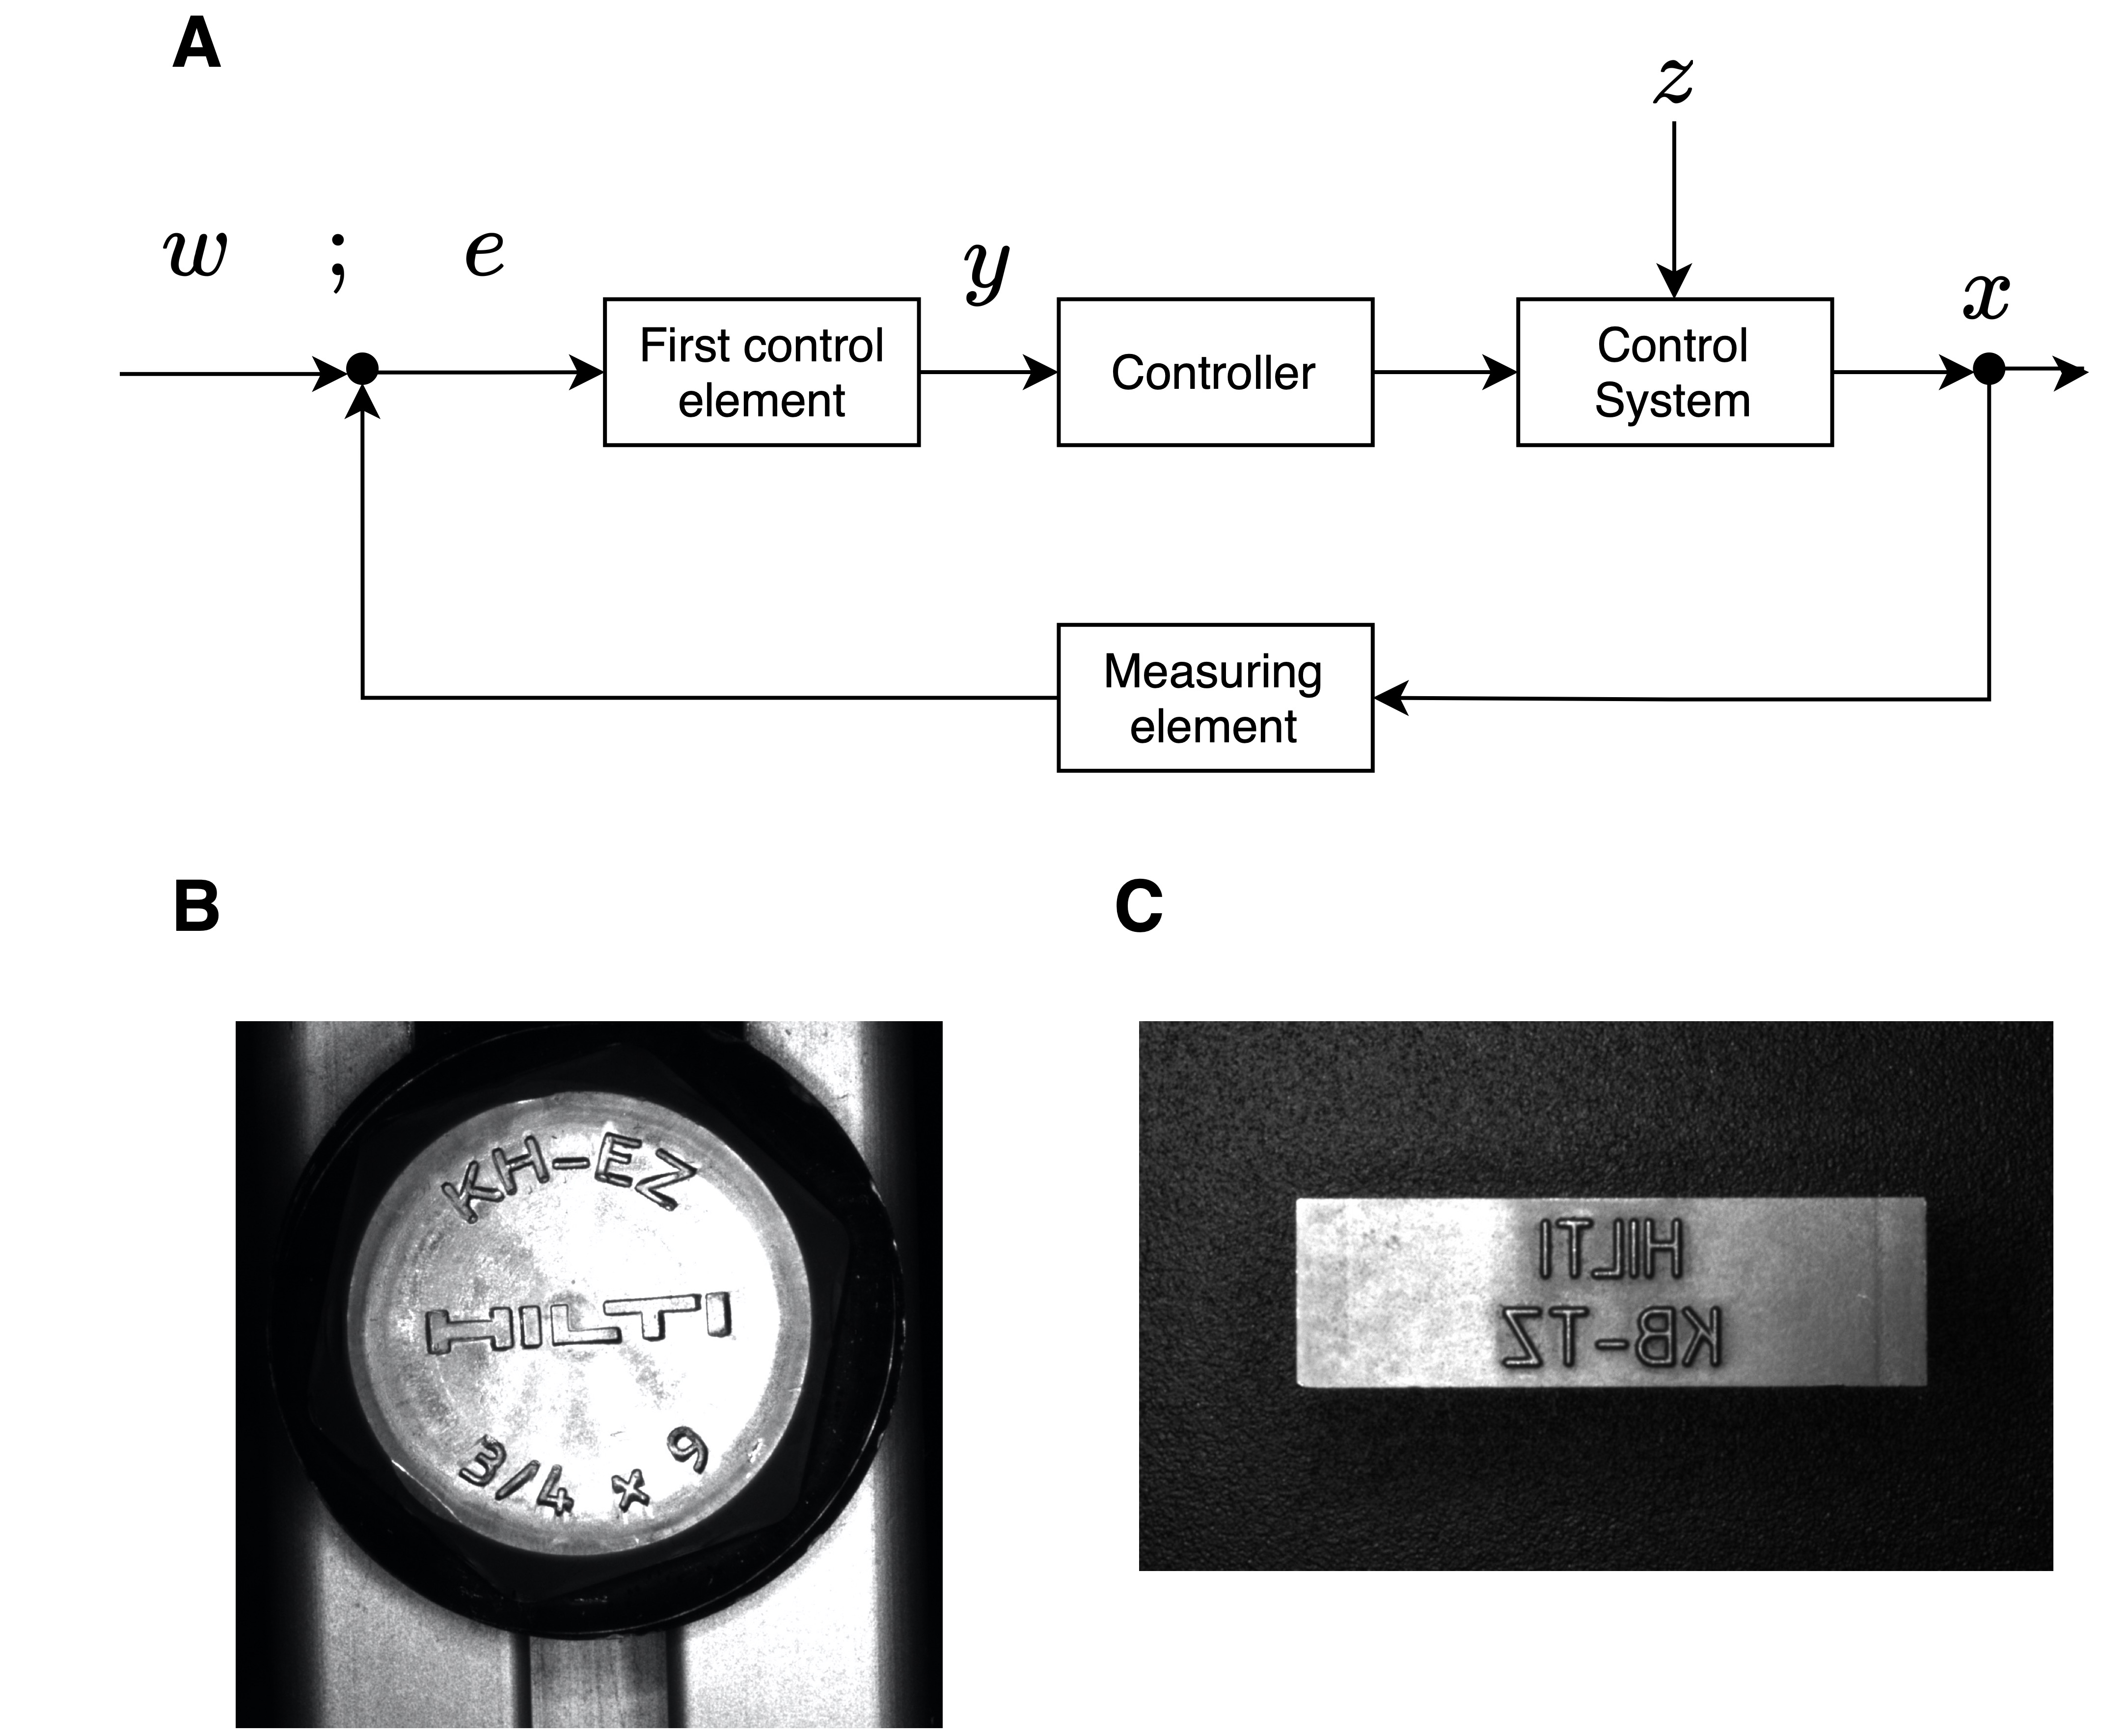 A
z
w ; e
y
x
First control
element
Controller
Control
System
Measuring
element
B
C
KH-EZ
HILTI
3/4 x 9
HILTI
KB-TZ